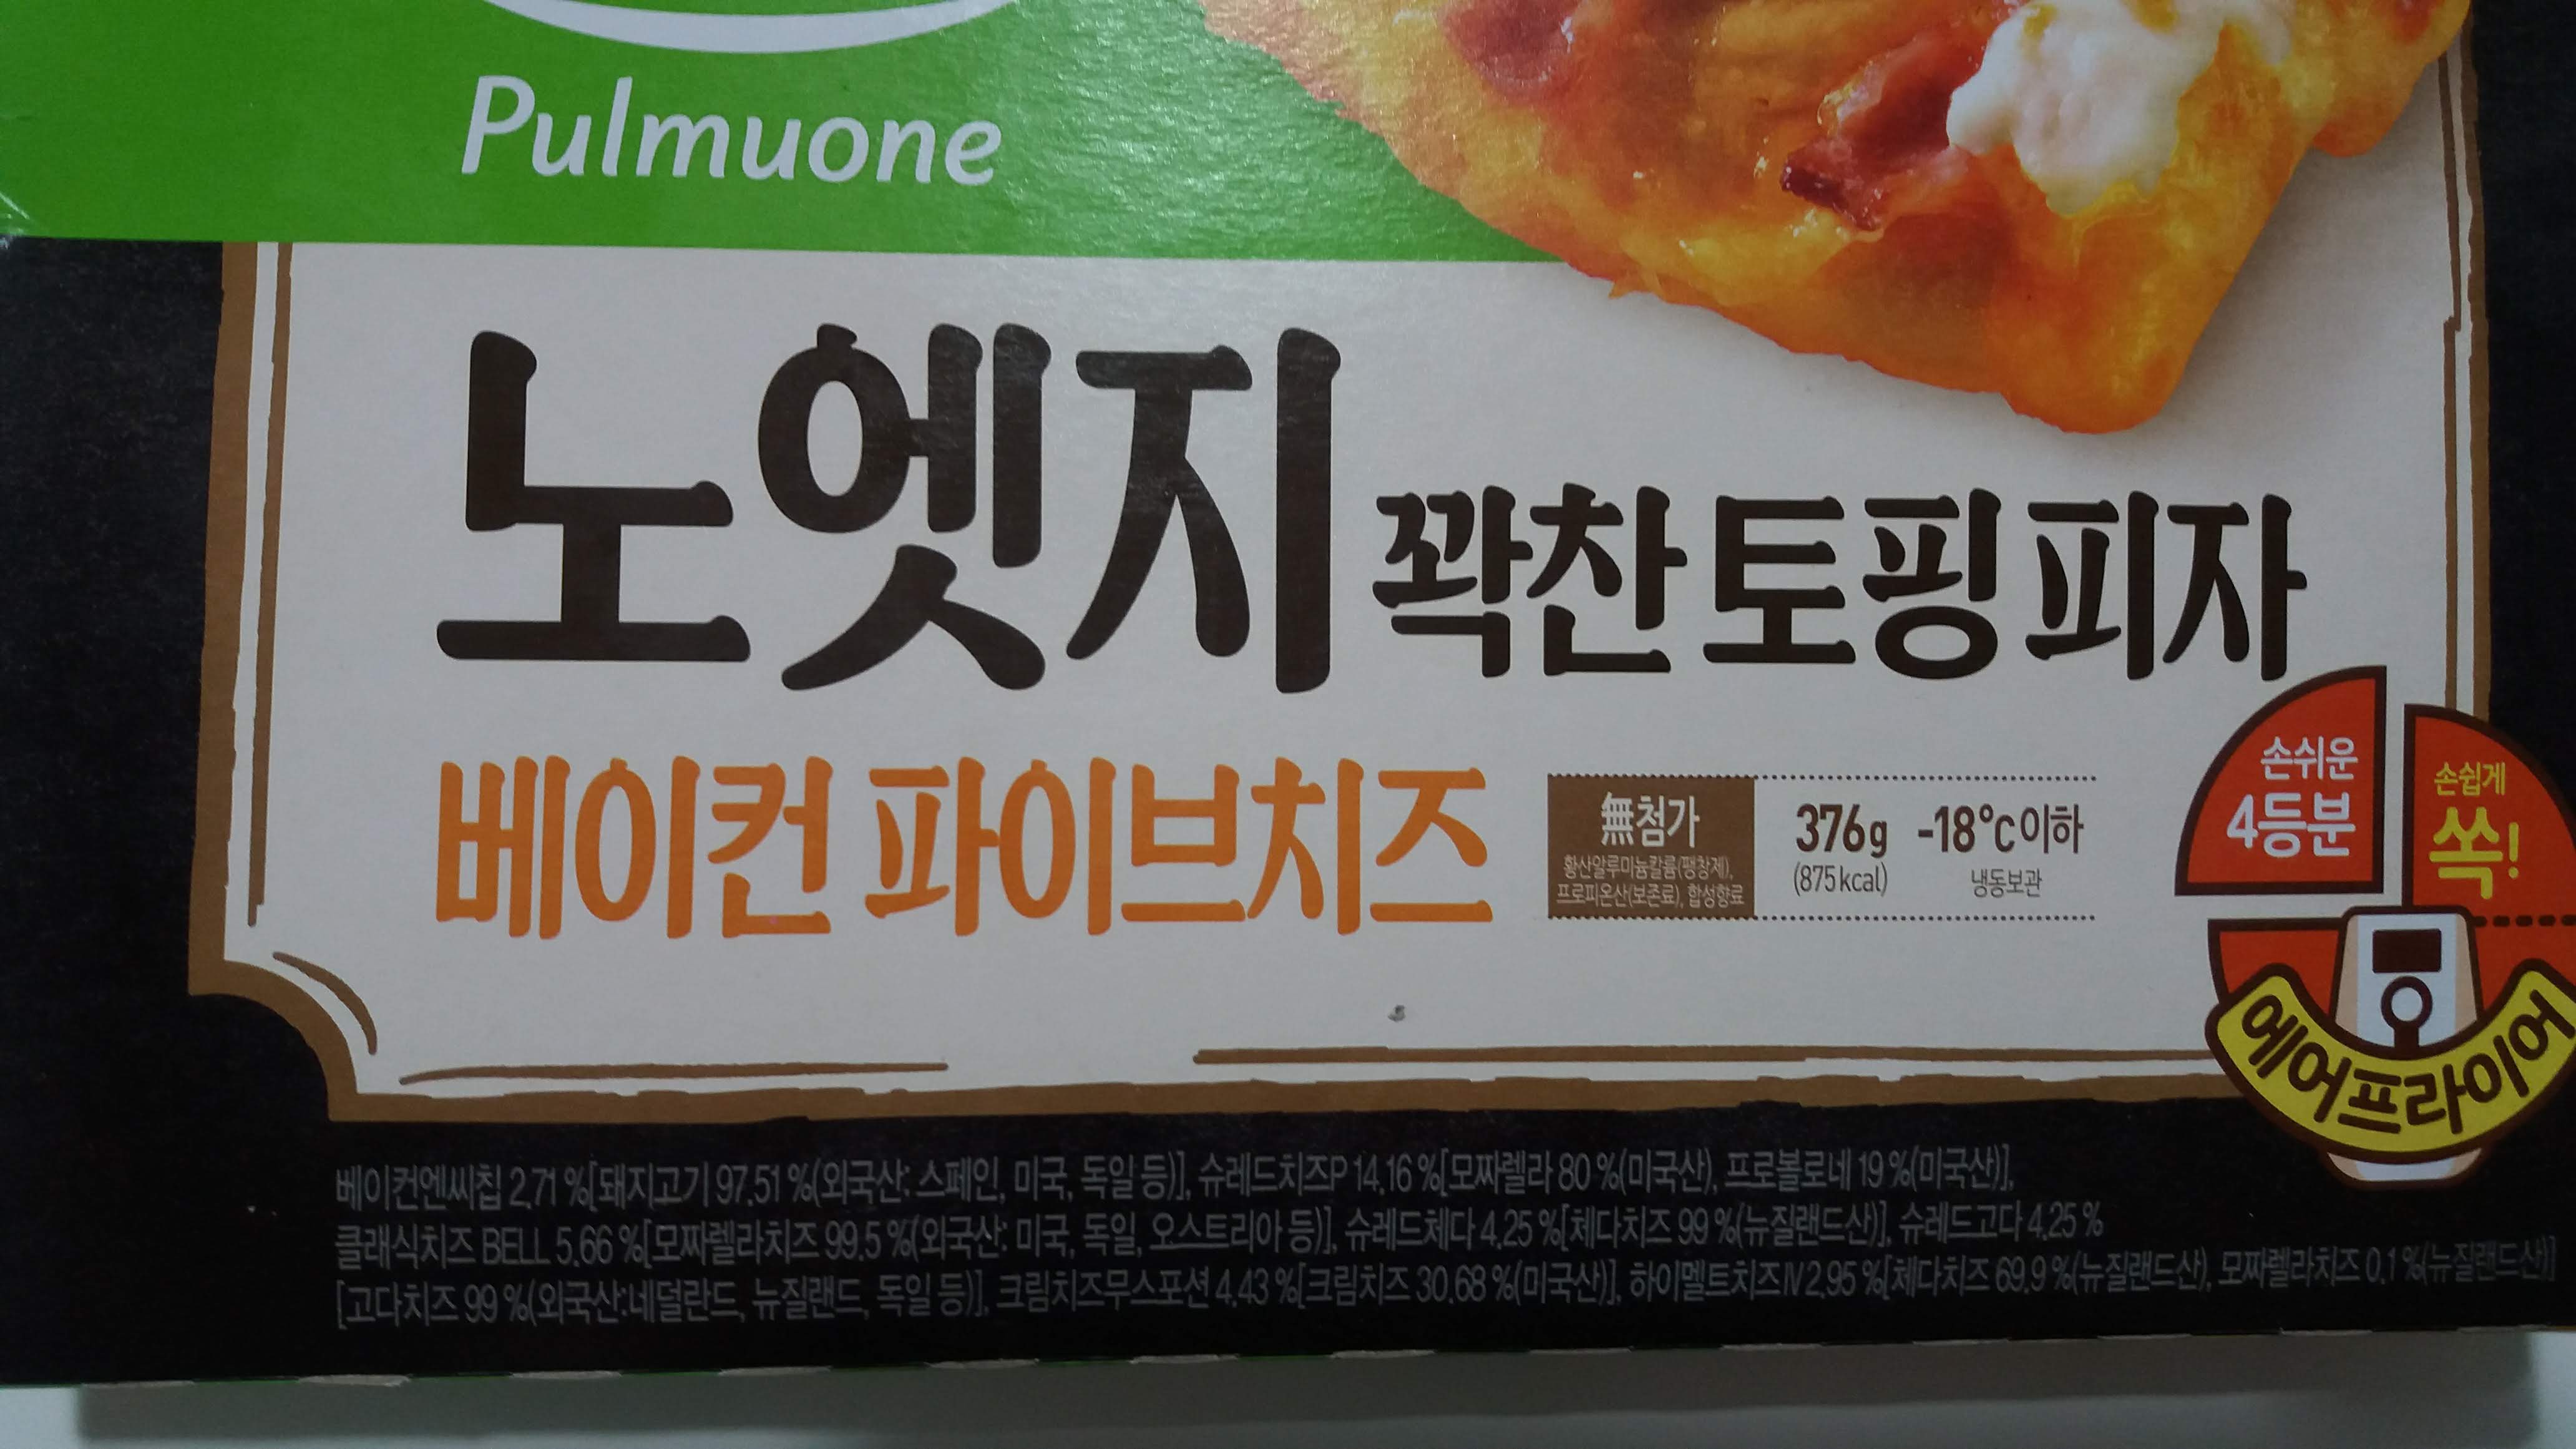 Pulmuone
노엣지 꽉찬 토핑 피자
베이컨 파이브치즈
無첨가
황산알루미늄칼륨(팽창제),
프로피온산(보존료), 합성향료
376g
(875kcal)
-18°C이하
냉동보관
손쉬운
4등분
손쉽게
쏙!
에어프라이어
베이컨엔씨칩 2.71 %[돼지고기 97.51 %(외국산: 스페인, 미국, 독일 등)], 슈레드치즈P 14.16 %[모짜렐라 80 %(미국산), 프로볼로네 19 %(미국산)],
클래식치즈 BELL 5.66 %[모짜렐라치즈 99.5 %(외국산: 미국, 독일, 오스트리아 등)], 슈레드체다 4.25 %[체다치즈 99 %(뉴질랜드산)], 슈레드고다 4.25 %
[고다치즈 99 %(외국산:네덜란드, 뉴질랜드, 독일 등)], 크림치즈무스포션 4.43 %[크림치즈 30.68 %(미국산)], 하이멜트치즈Ⅳ 2.95 %[체다치즈 69.9 %(뉴질랜드산), 모짜렐라치즈 0.1 %(뉴질랜드산)]